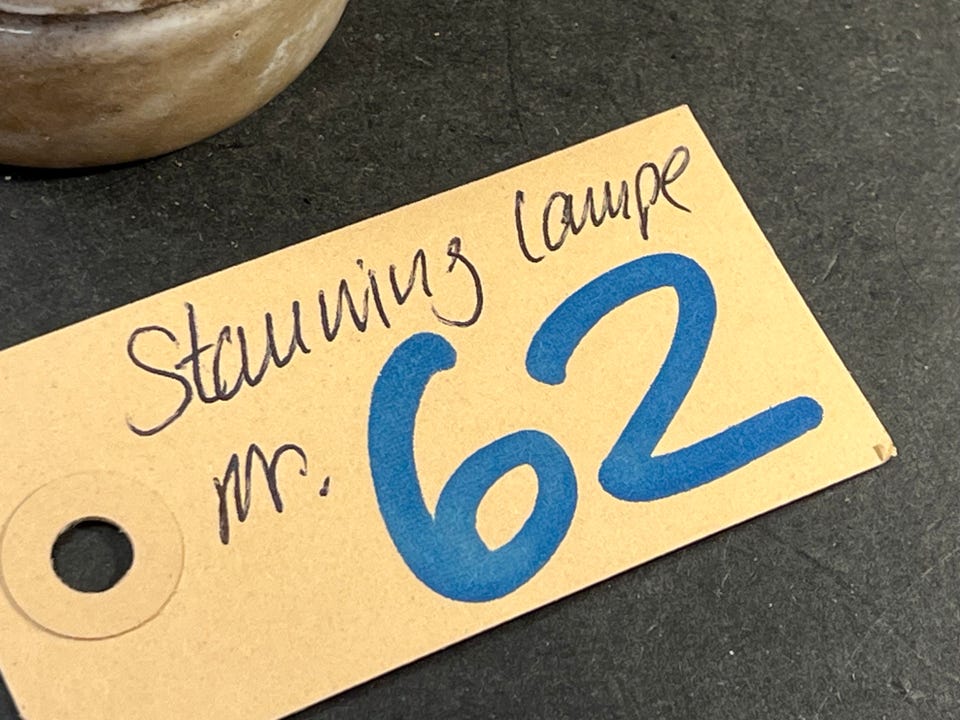 Stauning lampe
nr. 62